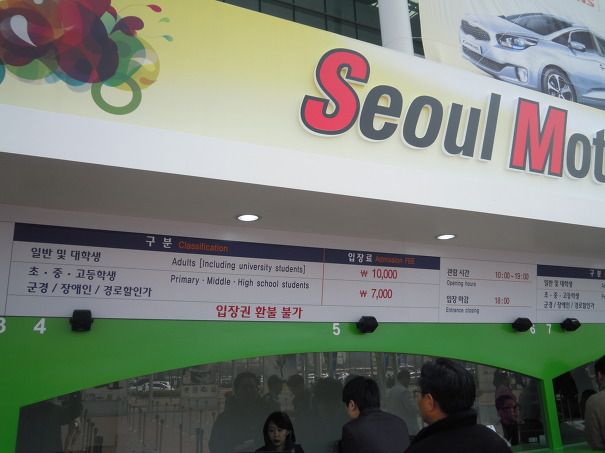 Seoul Mot
구 분 Classification 입장료 Admission FEE
일반 및 대학생 Adults [Including university students] ₩ 10,000
초 · 중 · 고등학생 Primary · Middle · High school students ₩ 7,000
군경 / 장애인 / 경로할인가
입장권 환불 불가
관람 시간 10:00~19:00
Opening hours
입장 마감 18:00
Entrance closing
구 분
일반 및 대학생
초 · 중 · 고등학생
군경 / 장애인 / 경로할인가
3 4 5 6 7